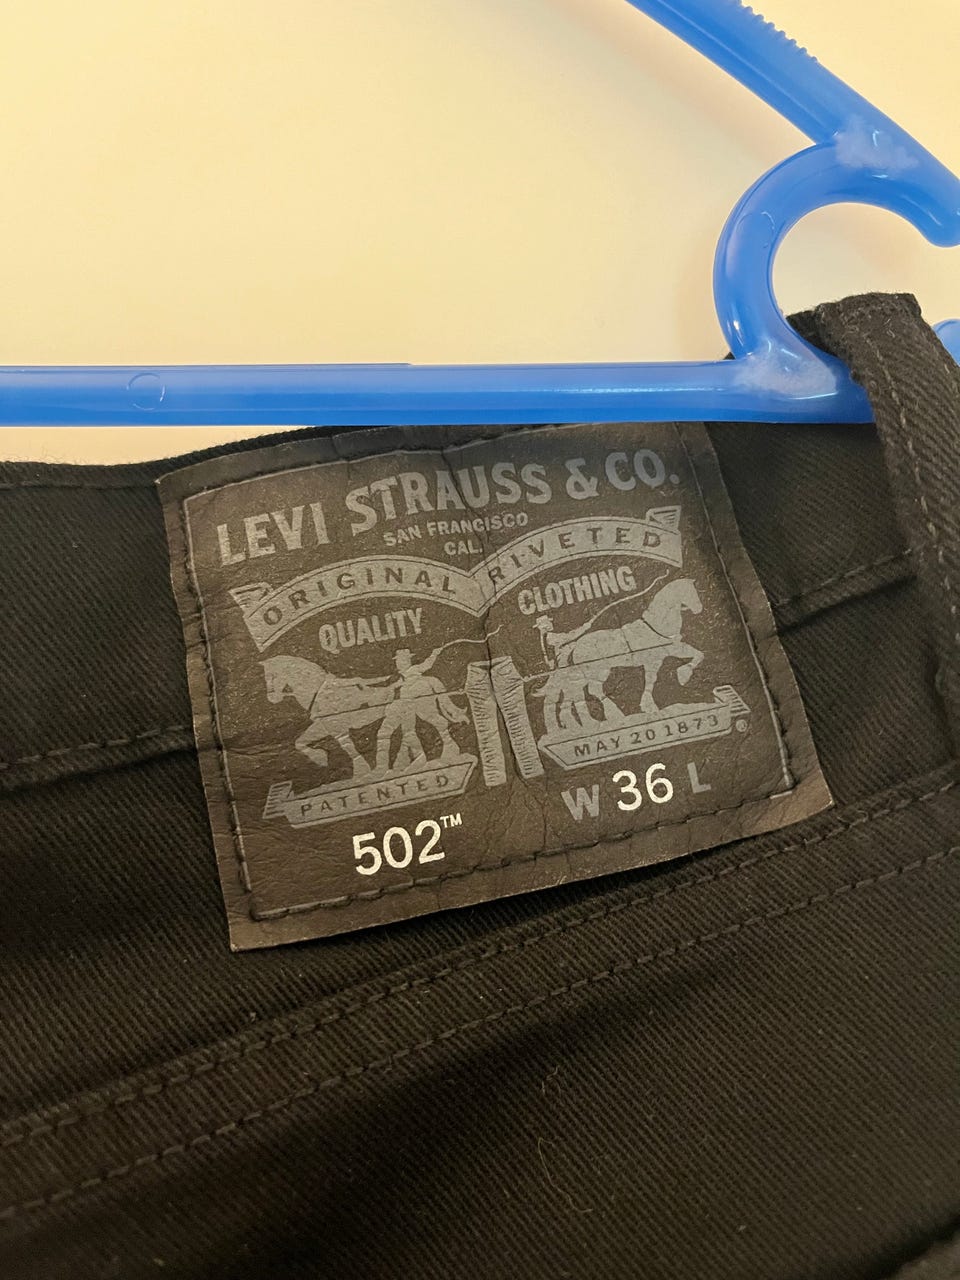 LEVI STRAUSS & CO.
SAN FRANCISCO
CAL.
ORIGINAL RIVETED
QUALITY CLOTHING
PATENTED MAY 20 1873 ®
502™ W 36 L